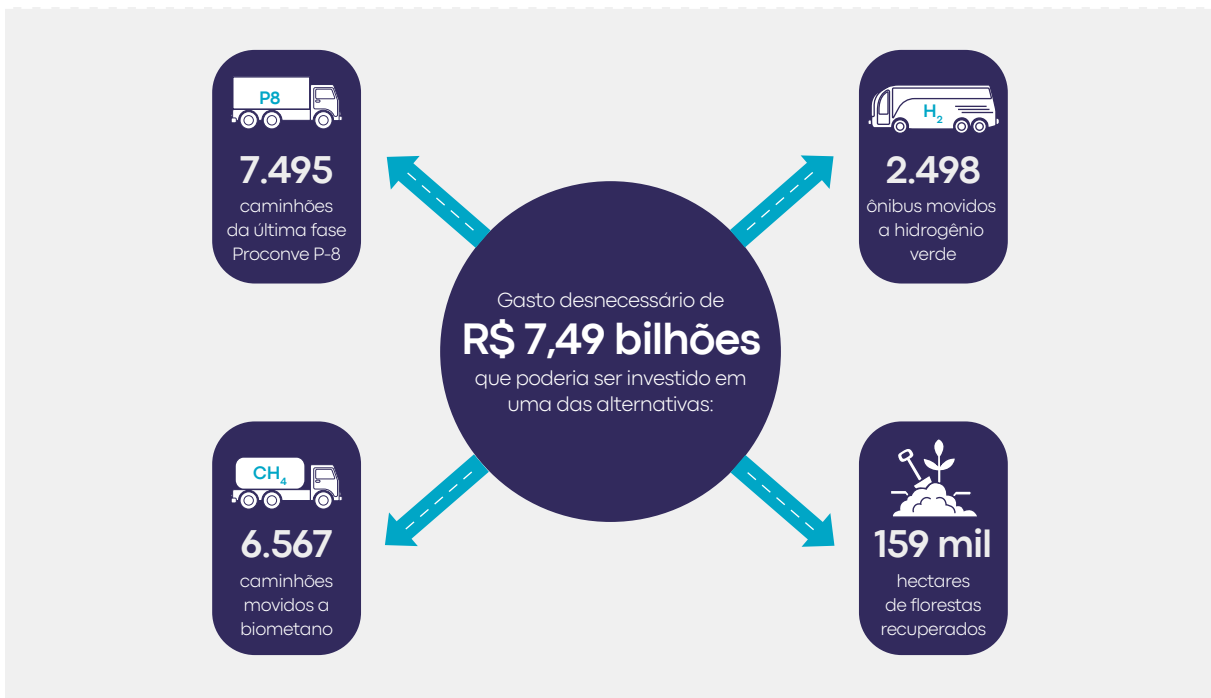 P8
7.495
caminhões
da última fase
Proconve P-8
H₂
2.498
ônibus movidos
a hidrogênio
verde
Gasto desnecessário de
R$ 7,49 bilhões
que poderia ser investido em
uma das alternativas:
CH₄
6.567
caminhões
movidos a
biometano
159 mil
hectares
de florestas
recuperados